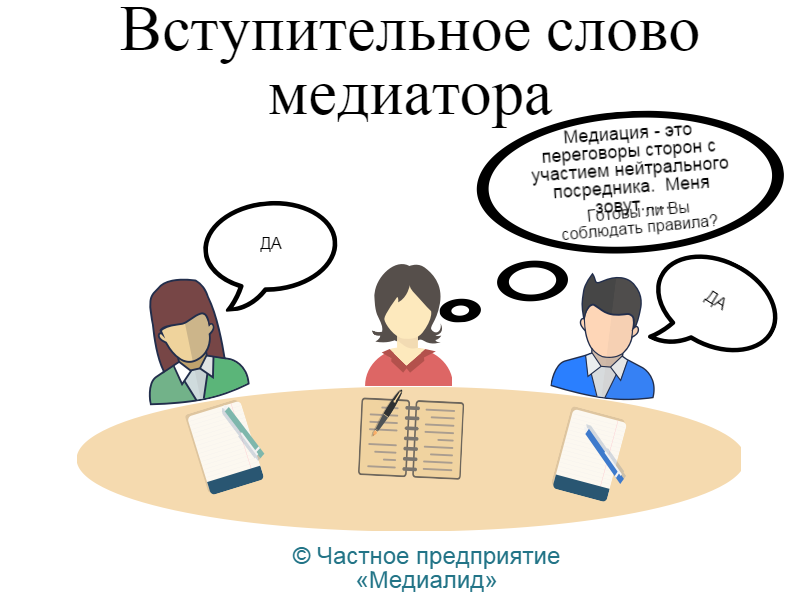 Вступительное слово
медиатора
Медиация - это
переговоры сторон с
участием нейтрального
посредника. Меня
зовут......
Готовы ли Вы
соблюдать правила?
ДА
ДА
© Частное предприятие
«Медиалид»